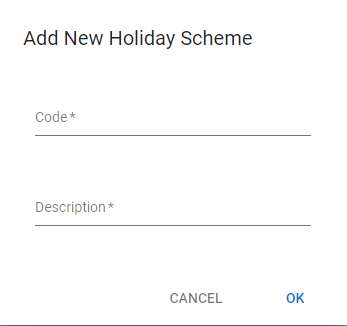 Add New Holiday Scheme
Code *
Description *
CANCEL OK